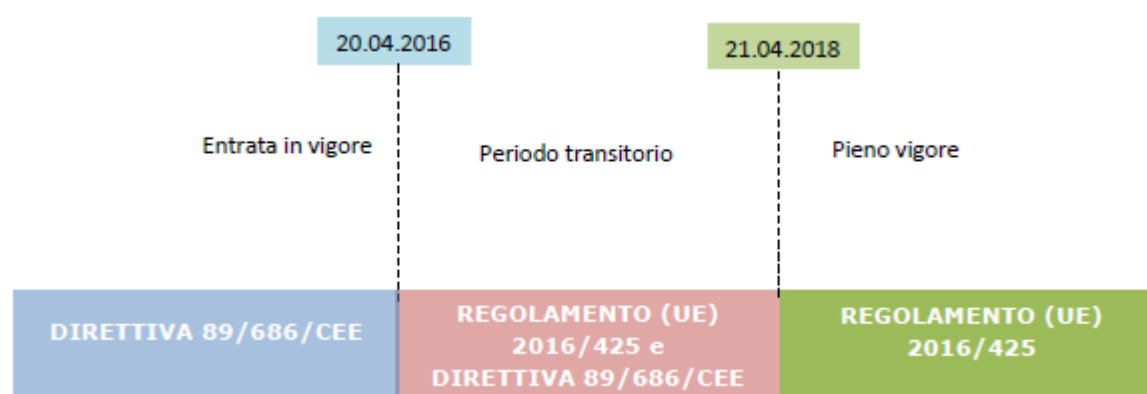 20.04.2016
21.04.2018
Entrata in vigore
Periodo transitorio
Pieno vigore
DIRETTIVA 89/686/CEE
REGOLAMENTO (UE)
2016/425 e
DIRETTIVA 89/686/CEE
REGOLAMENTO (UE)
2016/425